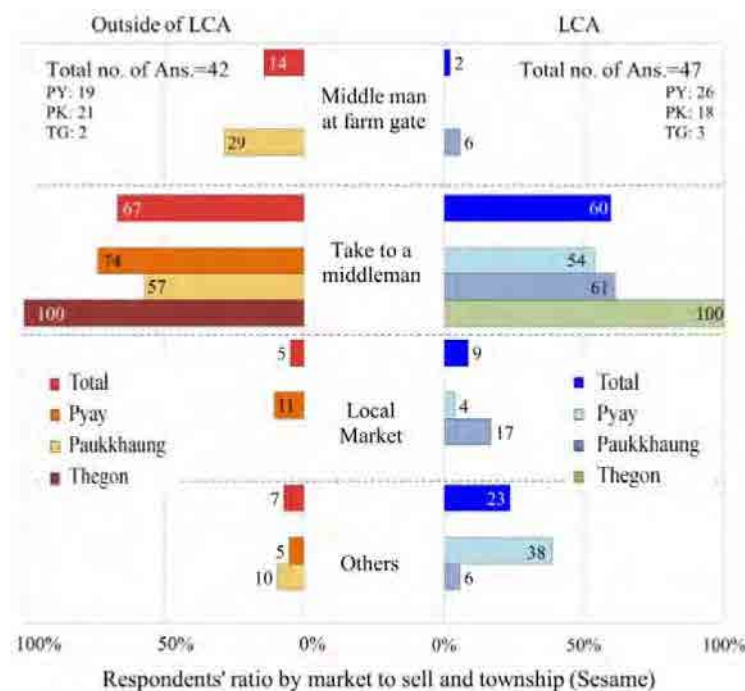 Outside of LCA
LCA
Total no. of Ans.=42
PY: 19
PK: 21
TG: 2
Total no. of Ans.=47
PY: 26
PK: 18
TG: 3
14
Middle man
at farm gate
2
29
6
67
Take to a
middleman
60
74
54
57
61
100
100
5
Local
Market
9
11
4
17
Total
Pyay
Paukkhaung
Thegon
Total
Pyay
Paukkhaung
Thegon
7
Others
23
5
38
10
6
100%
50%
0%
0%
50%
100%
Respondents' ratio by market to sell and township (Sesame)